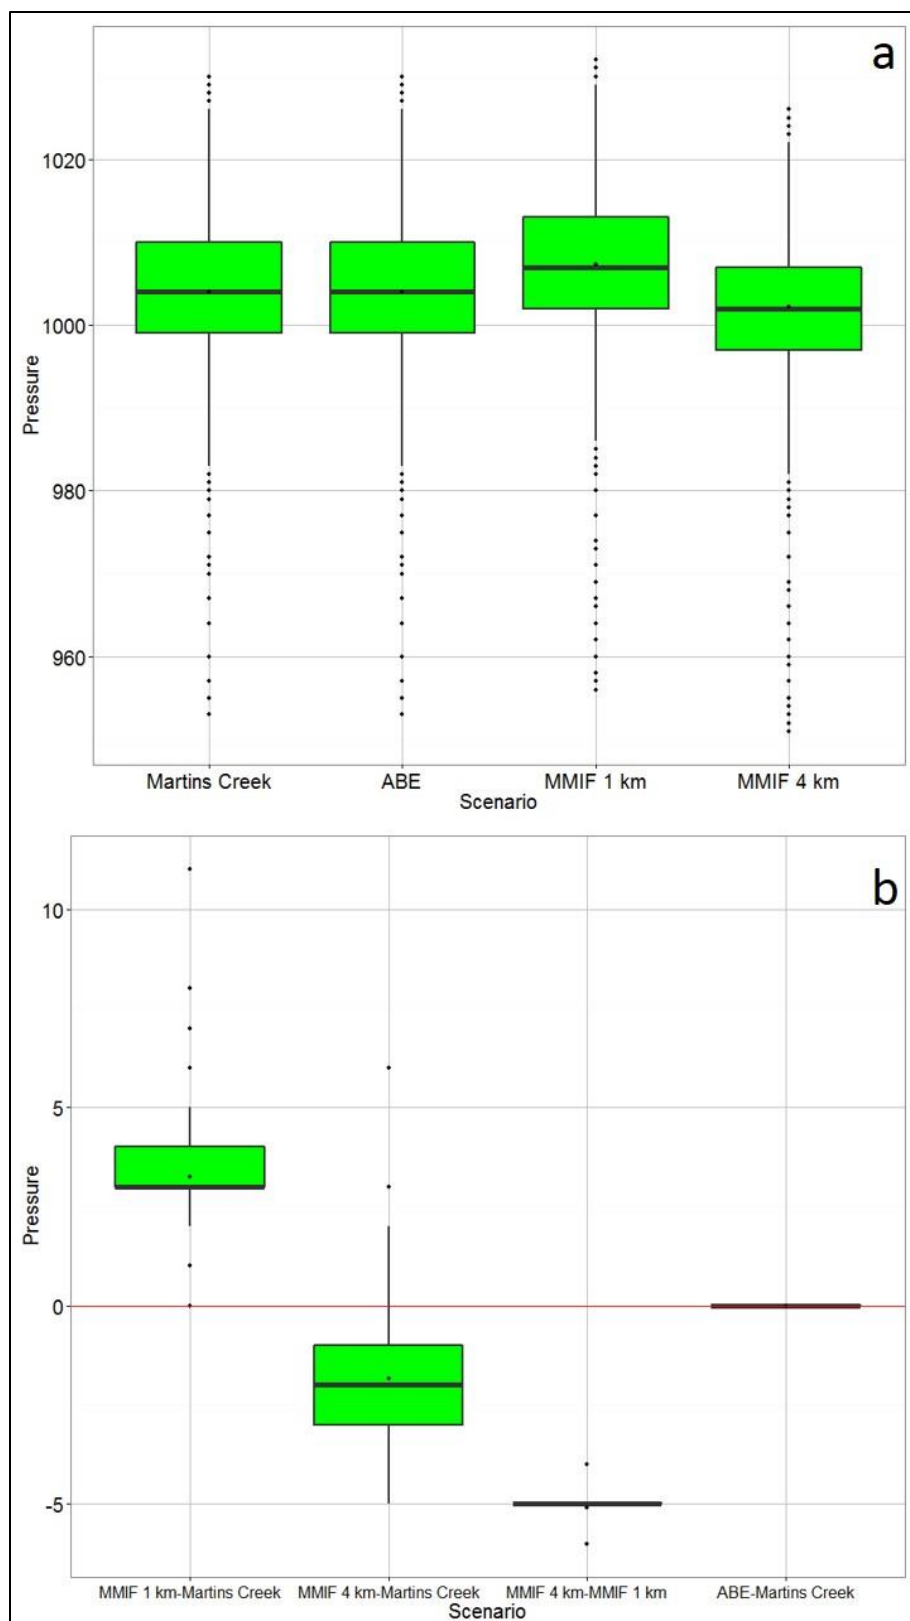 a
1020
1000
980
960
Pressure
Martins Creek ABE MMIF 1 km MMIF 4 km
Scenario
b
10
5
0
-5
Pressure
MMIF 1 km-Martins Creek MMIF 4 km-Martins Creek MMIF 4 km-MMIF 1 km ABE-Martins Creek
Scenario